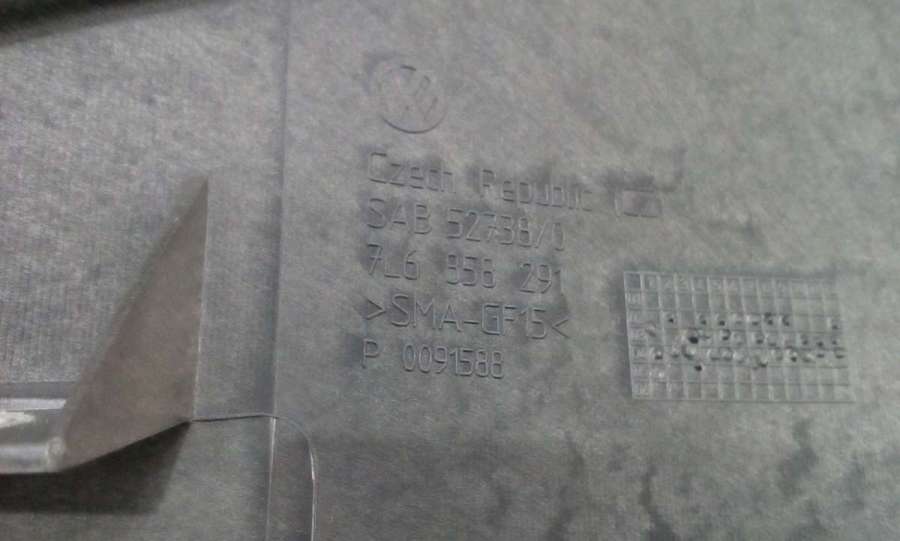 Czech Republic
SAB 52738/0
7L6 858 291
>SMA-GF15<
P 0091588